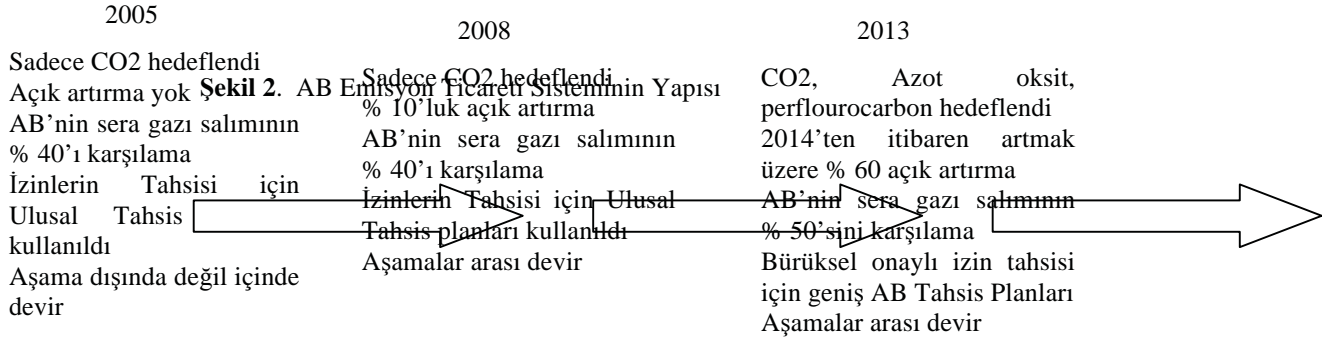 2005
Sadece CO2 hedeflendi
Açık artırma yok
AB'nin sera gazı salımının
% 40'ı karşılama
İzinlerin Tahsisi için
Ulusal Tahsis
kullanıldı
Aşama dışında değil içinde
devir
Şekil 2. AB Emisyon Ticareti Sisteminin Yapısı
2008
Sadece CO2 hedeflendi
% 10'luk açık artırma
AB'nin sera gazı salımının
% 40'ı karşılama
İzinlerin Tahsisi için Ulusal
Tahsis planları kullanıldı
Aşamalar arası devir
2013
CO2, Azot oksit,
perflourocarbon hedeflendi
2014'ten itibaren artmak
üzere % 60 açık artırma
AB'nin sera gazı salımının
% 50'sini karşılama
Bürüksel onaylı izin tahsisi
için geniş AB Tahsis Planları
Aşamalar arası devir